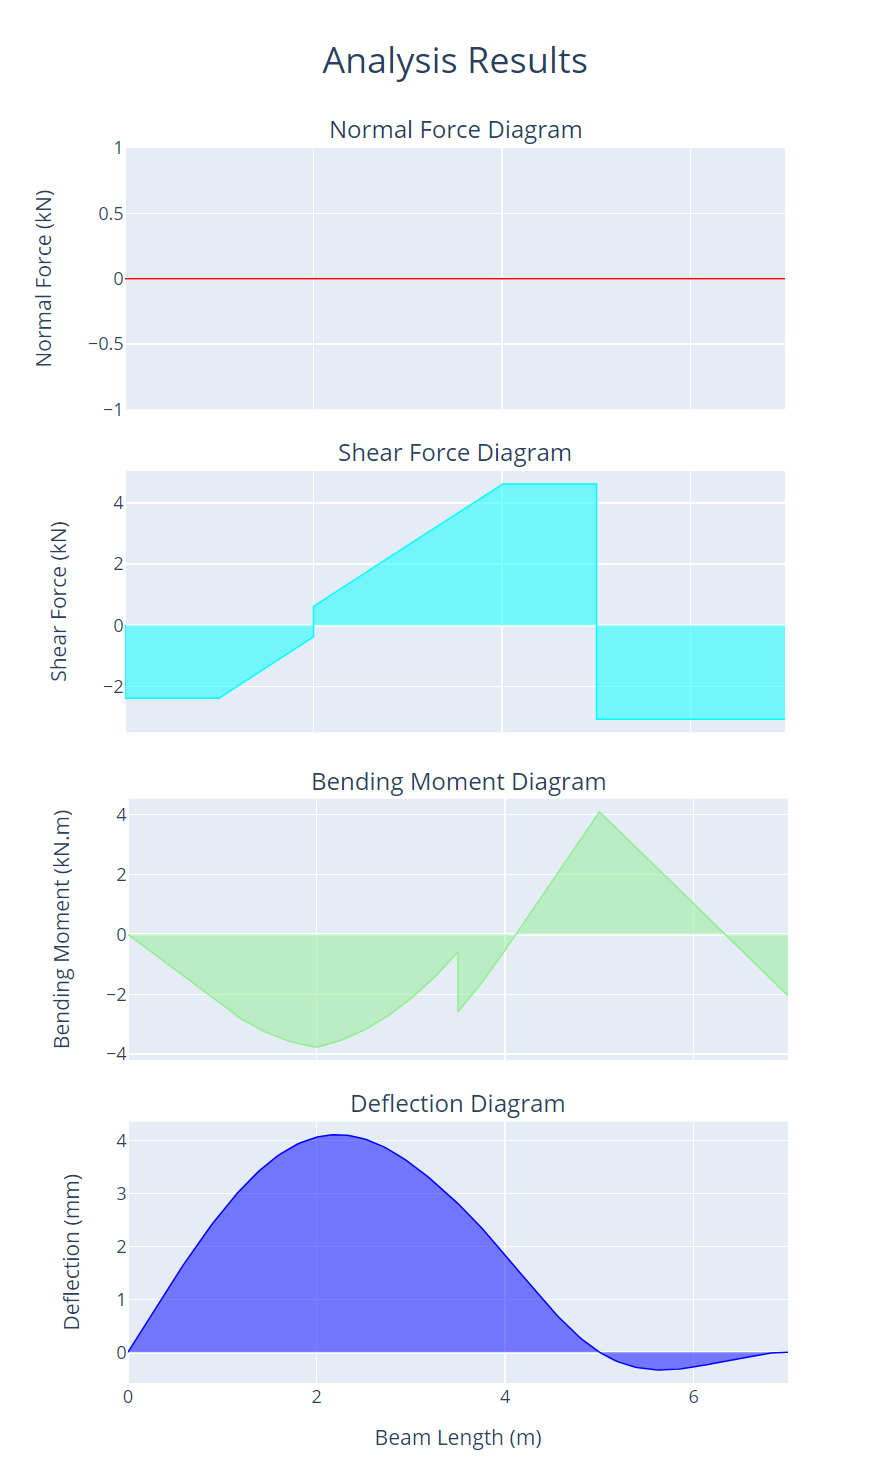 Analysis Results
Normal Force Diagram
Normal Force (kN)
1
0.5
0
−0.5
−1
Shear Force Diagram
Shear Force (kN)
4
2
0
−2
Bending Moment Diagram
Bending Moment (kN.m)
4
2
0
−2
−4
Deflection Diagram
Deflection (mm)
4
3
2
1
0
0 2 4 6
Beam Length (m)